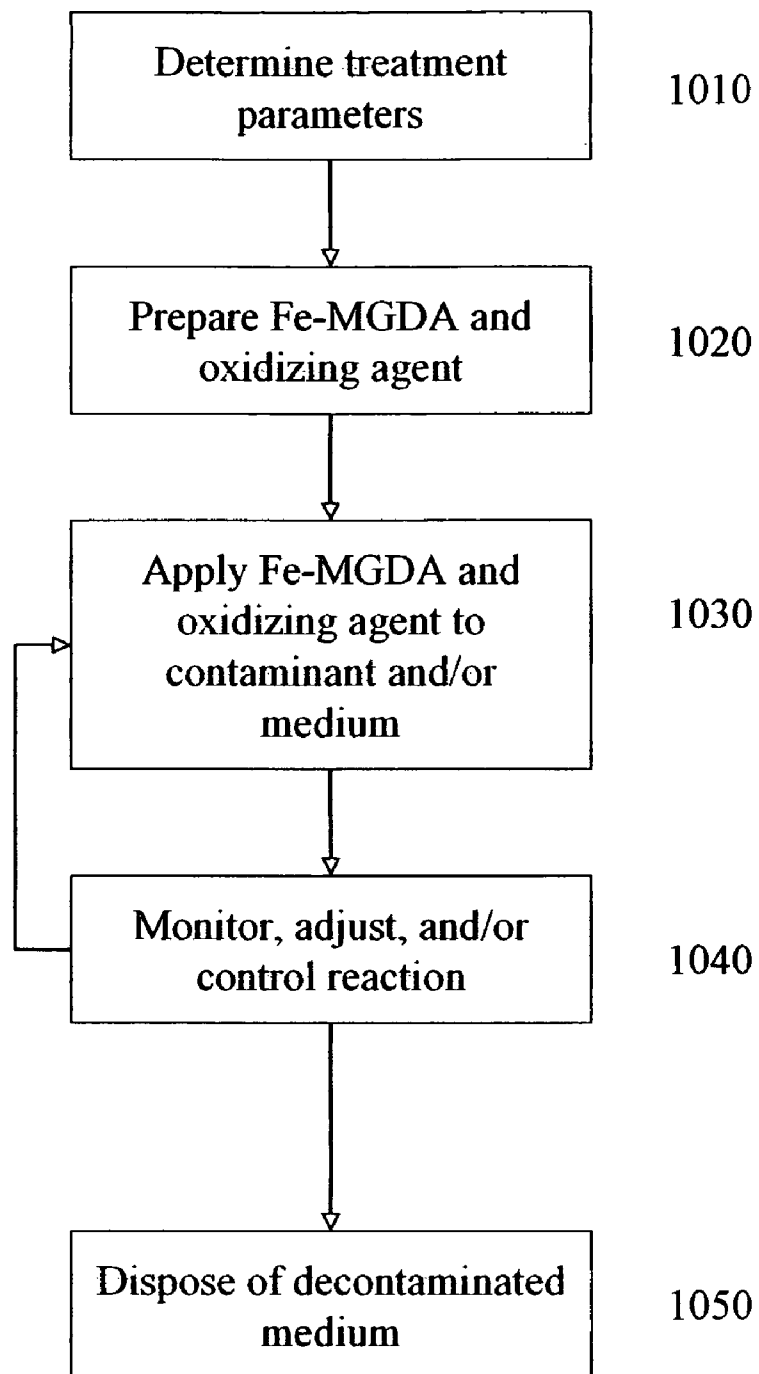 Determine treatment
parameters
1010
Prepare Fe-MGDA and
oxidizing agent
1020
Apply Fe-MGDA and
oxidizing agent to
contaminant and/or
medium
1030
Monitor, adjust, and/or
control reaction
1040
Dispose of decontaminated
medium
1050